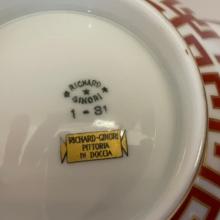 RICHARD
GINORI
1 - 81
RICHARD-GINORI
PITTORIA
DI DOCCIA